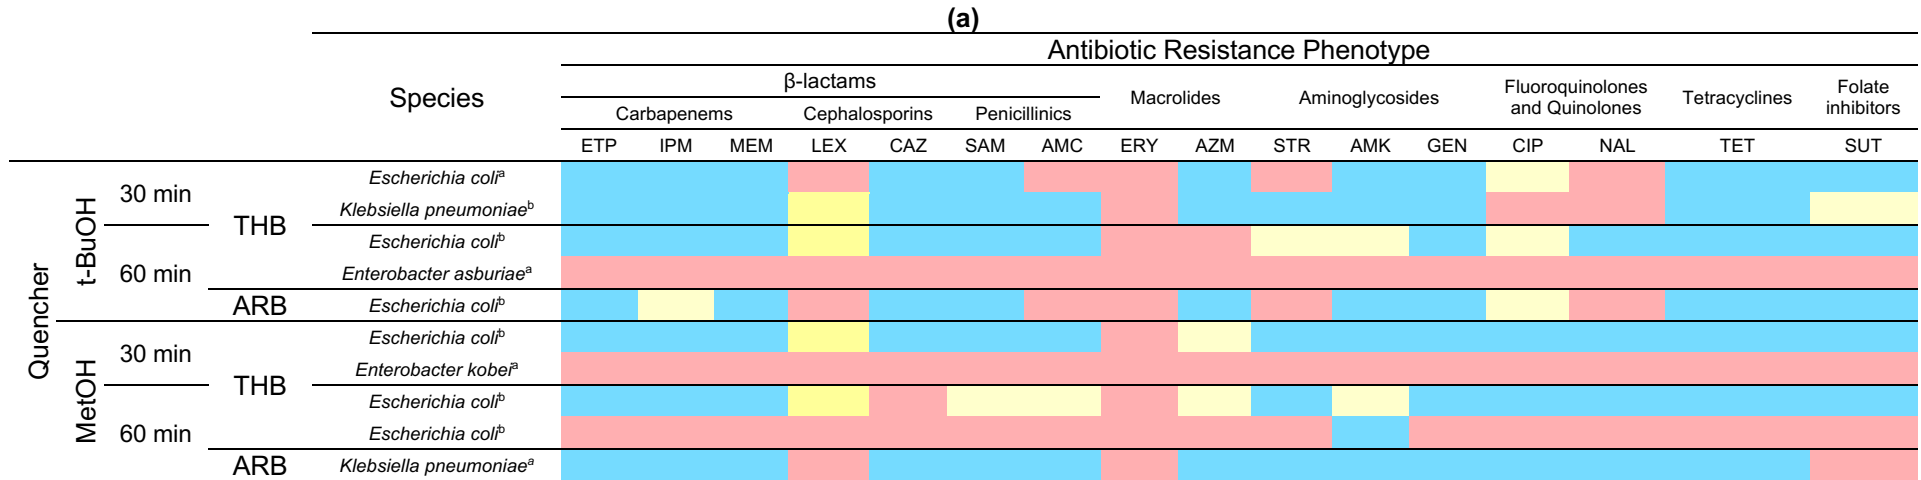 (a)
Antibiotic Resistance Phenotype
Species
β-lactams
Macrolides
Aminoglycosides
Fluoroquinolones
and Quinolones
Tetracyclines
Folate
inhibitors
Carbapenems Cephalosporins Penicillinics
ETP IPM MEM LEX CAZ SAM AMC ERY AZM STR AMK GEN CIP NAL TET SUT
Quencher
t-BuOH
30 min
THB
Escherichia coliᵃ
Klebsiella pneumoniaeᵇ
60 min
Escherichia coliᵇ
Enterobacter asburiaeᵃ
ARB
Escherichia coliᵇ
MetOH
30 min
THB
Escherichia coliᵇ
Enterobacter kobeiᵃ
60 min
Escherichia coliᵇ
Escherichia coliᵇ
ARB
Klebsiella pneumoniaeᵃ